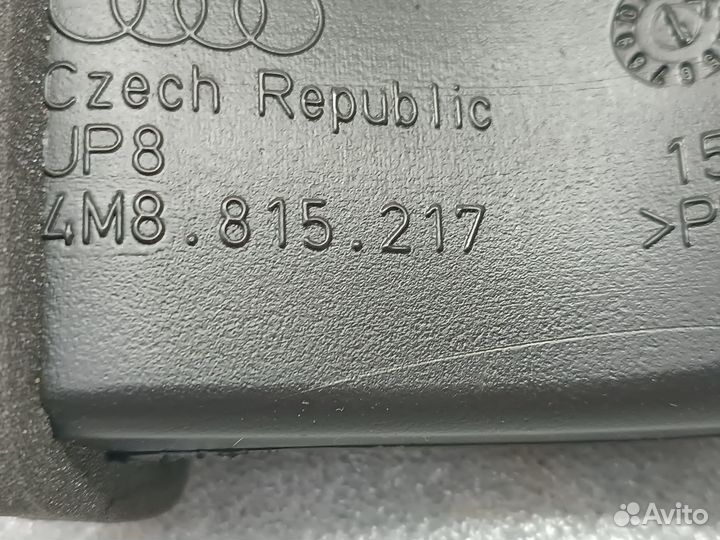 Czech Republic
JP8
15
4M8.815.217
>P
Avito